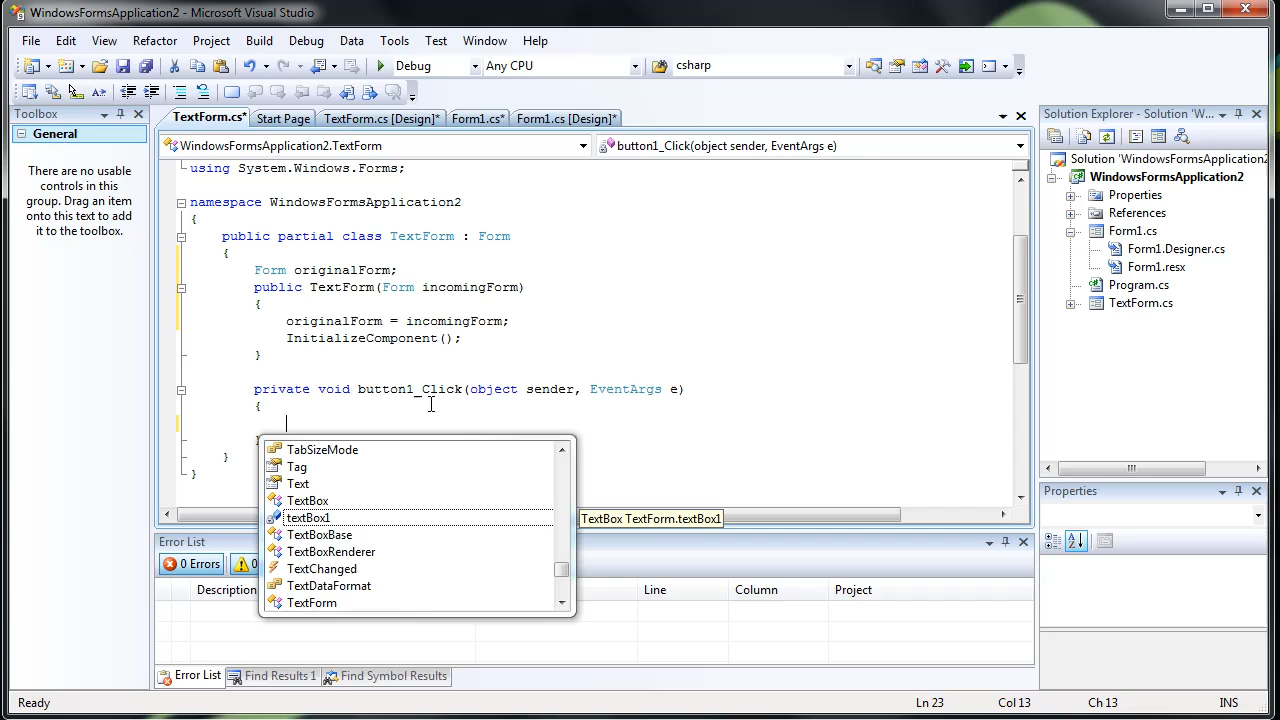 WindowsFormsApplication2 - Microsoft Visual Studio
File Edit View Refactor Project Build Debug Data Tools Test Window Help
Debug Any CPU csharp
Toolbox
General
There are no usable
controls in this
group. Drag an item
onto this text to add
it to the toolbox.
TextForm.cs* Start Page TextForm.cs [Design]* Form1.cs* Form1.cs [Design]*
WindowsFormsApplication2.TextForm button1_Click(object sender, EventArgs e)
using System.Windows.Forms;
namespace WindowsFormsApplication2
{
public partial class TextForm : Form
{
Form originalForm;
public TextForm(Form incomingForm)
{
originalForm = incomingForm;
InitializeComponent();
}
private void button1_Click(object sender, EventArgs e)
{
}
}
TabSizeMode
Tag
Text
TextBox
textBox1
TextBoxBase
TextBoxRenderer
TextChanged
TextDataFormat
TextForm
TextBox TextForm.textBox1
Error List
0 Errors 0
Description Line Column Project
Error List Find Results 1 Find Symbol Results
Solution Explorer - Solution 'W...
Solution 'WindowsFormsApplication2
WindowsFormsApplication2
Properties
References
Form1.cs
Form1.Designer.cs
Form1.resx
Program.cs
TextForm.cs
Properties
Ready Ln 23 Col 13 Ch 13 INS